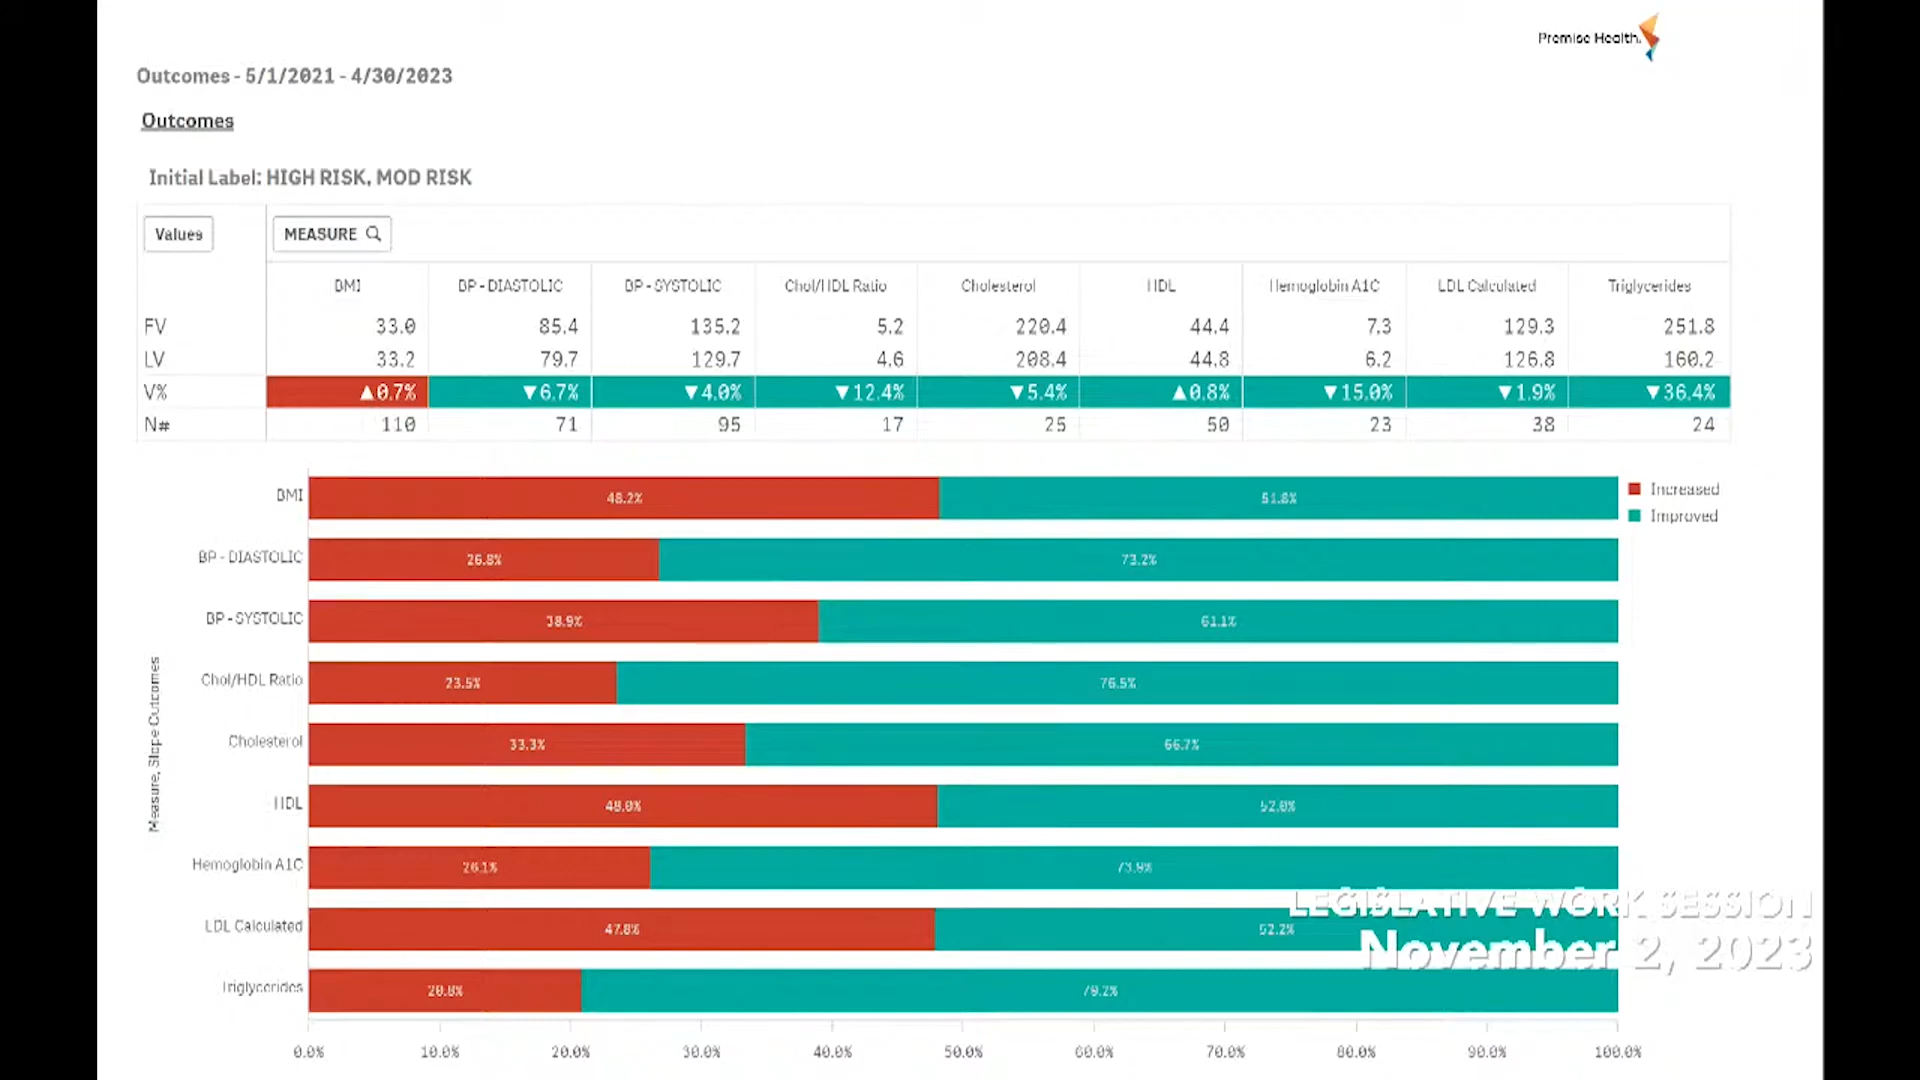 Premise Health.
Outcomes - 5/1/2021 - 4/30/2023
Outcomes
Initial Label: HIGH RISK, MOD RISK
Values MEASURE
BMI BP - DIASTOLIC BP - SYSTOLIC Chol/HDL Ratio Cholesterol HDL Hemoglobin A1C LDL Calculated Triglycerides
FV 33.0 85.4 135.2 5.2 220.4 44.4 7.3 129.3 251.8
LV 33.2 79.7 129.7 4.6 208.4 44.8 6.2 126.8 160.2
V% ▲0.7% ▼6.7% ▼4.0% ▼12.4% ▼5.4% ▲0.8% ▼15.0% ▼1.9% ▼36.4%
N# 110 71 95 17 25 50 23 38 24
BMI 48.2% 51.8%
Increased
Improved
BP - DIASTOLIC 26.8% 73.2%
BP - SYSTOLIC 38.9% 61.1%
Chol/HDL Ratio 23.5% 76.5%
Cholesterol 33.3% 66.7%
HDL 48.0% 52.0%
Hemoglobin A1C 26.1% 73.9%
LDL Calculated 47.8% 52.2%
Triglycerides 20.8% 79.2%
Measure, Slope Outcomes
0.0% 10.0% 20.0% 30.0% 40.0% 50.0% 60.0% 70.0% 80.0% 90.0% 100.0%
LEGISLATIVE WORK SESSION
November 2, 2023